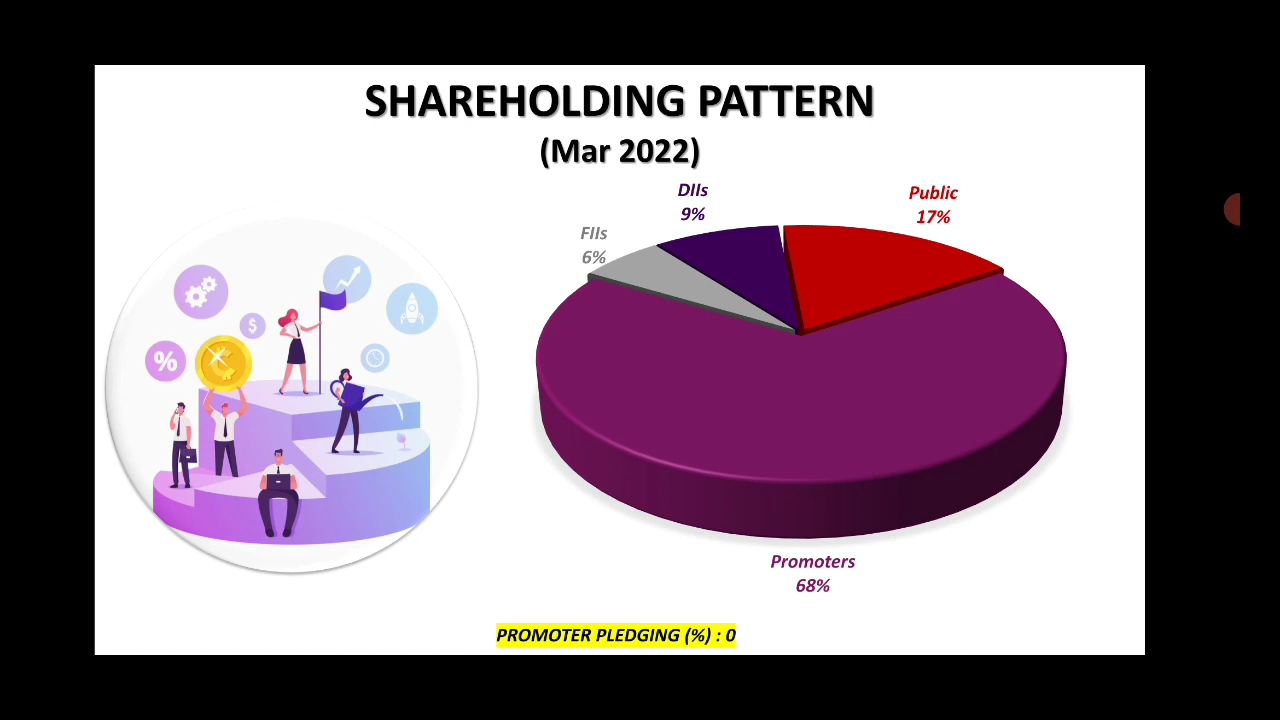 SHAREHOLDING PATTERN
(Mar 2022)
DIIs
9%
Public
17%
FIIs
6%
%
$
Promoters
68%
PROMOTER PLEDGING (%) : 0